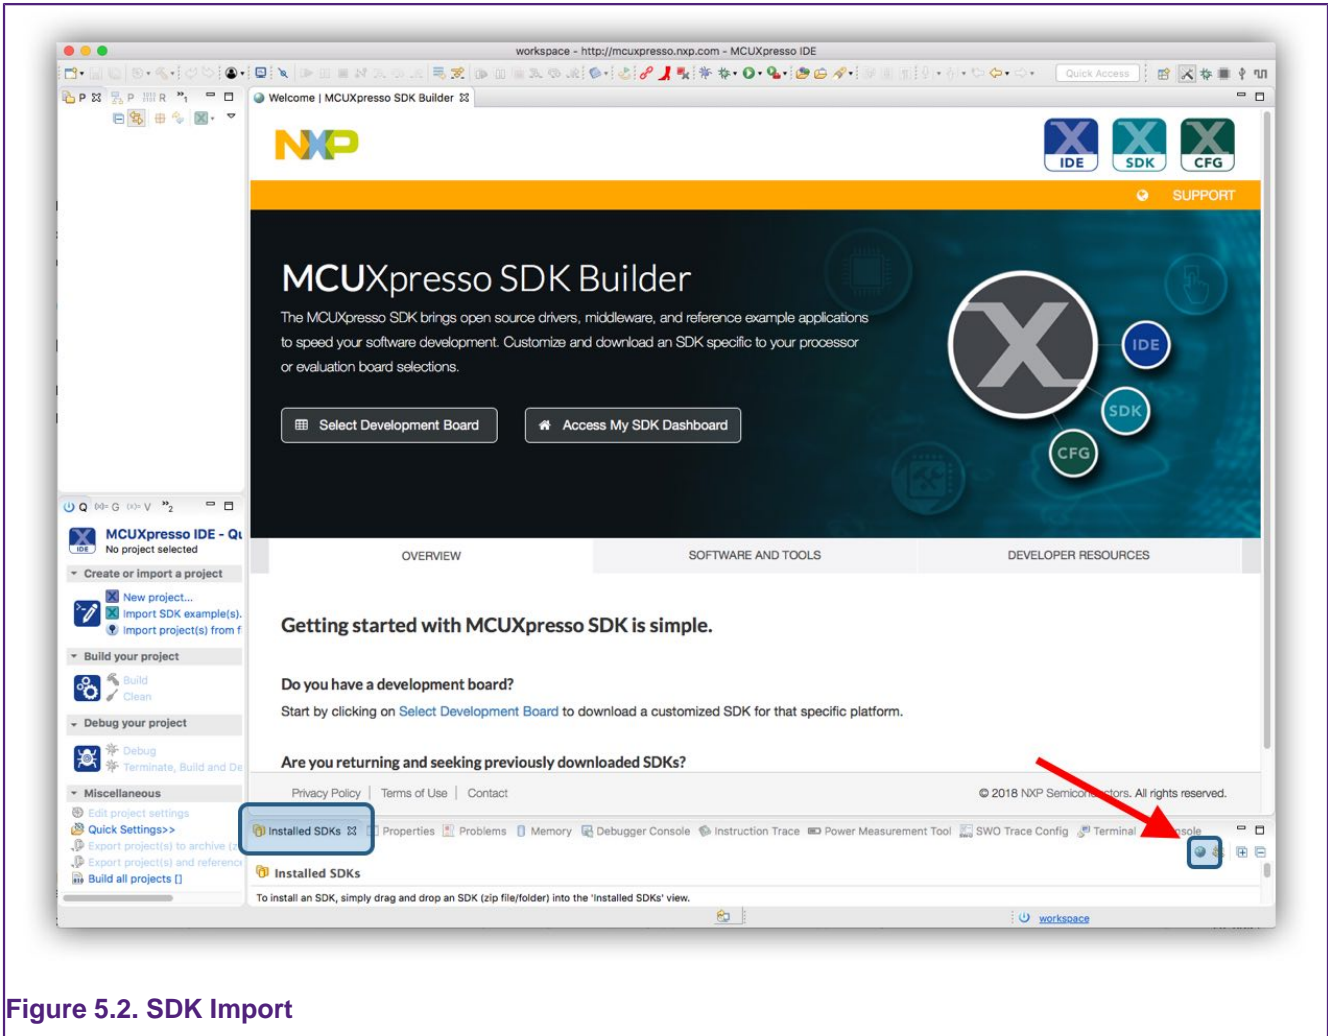 workspace - http://mcuxpresso.nxp.com - MCUXpresso IDE
Quick Access
P P R »1
Welcome | MCUXpresso SDK Builder
NXP
IDE SDK CFG
SUPPORT
MCUXpresso SDK Builder
The MCUXpresso SDK brings open source drivers, middleware, and reference example applications
to speed your software development. Customize and download an SDK specific to your processor
or evaluation board selections.
Select Development Board
Access My SDK Dashboard
IDE
SDK
CFG
Q (x)= G (x)= V »2
MCUXpresso IDE - Qu
IDE
No project selected
Create or import a project
New project...
Import SDK example(s).
Import project(s) from f
Build your project
Build
Clean
Debug your project
Debug
Terminate, Build and De
Miscellaneous
Edit project settings
Quick Settings>>
Export project(s) to archive (z
Export project(s) and reference
Build all projects []
OVERVIEW
SOFTWARE AND TOOLS
DEVELOPER RESOURCES
Getting started with MCUXpresso SDK is simple.
Do you have a development board?
Start by clicking on Select Development Board to download a customized SDK for that specific platform.
Are you returning and seeking previously downloaded SDKs?
Privacy Policy | Terms of Use | Contact
© 2018 NXP Semiconductors. All rights reserved.
Installed SDKs Properties Problems Memory Debugger Console Instruction Trace Power Measurement Tool SWO Trace Config Terminal
Installed SDKs
To install an SDK, simply drag and drop an SDK (zip file/folder) into the 'Installed SDKs' view.
workspace
Figure 5.2. SDK Import